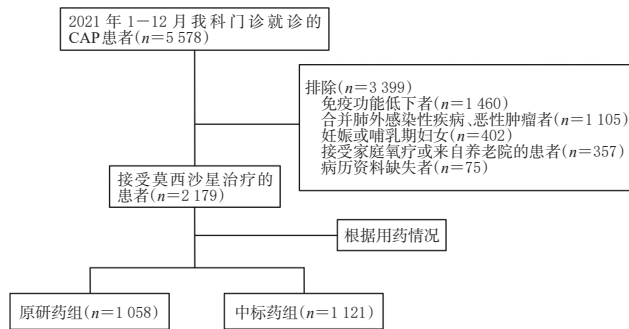 2021 年 1—12 月我科门诊就诊的
CAP 患者(n=5 578)
排除(n=3 399)
免疫功能低下者(n=1 460)
合并肺外感染性疾病、恶性肿瘤者(n=1 105)
妊娠或哺乳期妇女(n=402)
接受家庭氧疗或来自养老院的患者(n=357)
病历资料缺失者(n=75)
接受莫西沙星治疗的
患者(n=2 179)
根据用药情况
原研药组(n=1 058)
中标药组(n=1 121)